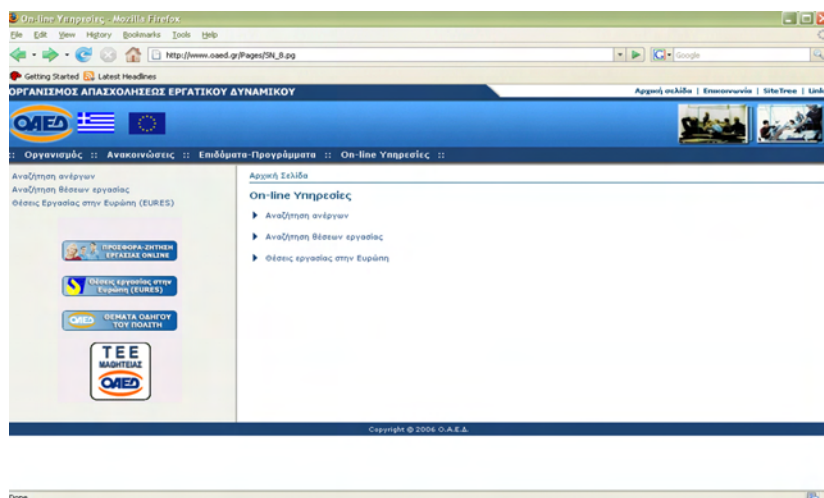 On-line Υπηρεσίες - Mozilla Firefox
File Edit View History Bookmarks Tools Help
http://www.oaed.gr/Pages/SN_8.pg
Google
Getting Started Latest Headlines
ΟΡΓΑΝΙΣΜΟΣ ΑΠΑΣΧΟΛΗΣΕΩΣ ΕΡΓΑΤΙΚΟΥ ΔΥΝΑΜΙΚΟΥ
Αρχική σελίδα | Επικοινωνία | SiteTree | Link
ΟΑΕΔ
:: Οργανισμός :: Ανακοινώσεις :: Επιδόματα-Προγράμματα :: On-line Υπηρεσίες ::
Αναζήτηση ανέργων
Αναζήτηση θέσεων εργασίας
Θέσεις Εργασίας στην Ευρώπη (EURES)
ΠΡΟΣΦΟΡΑ-ΖΗΤΗΣΗ
ΕΡΓΑΣΙΑΣ ONLINE
Θέσεις εργασίας στην
Ευρώπη (EURES)
ΟΑΕΔ
ΘΕΜΑΤΑ ΟΔΗΓΟΥ
ΤΟΥ ΠΟΛΙΤΗ
ΤΕΕ
ΜΑΘΗΤΕΙΑΣ
ΟΑΕΔ
Αρχική Σελίδα
On-line Υπηρεσίες
Αναζήτηση ανέργων
Αναζήτηση θέσεων εργασίας
Θέσεις εργασίας στην Ευρώπη
Copyright @ 2006 Ο.Α.Ε.Δ.
Done